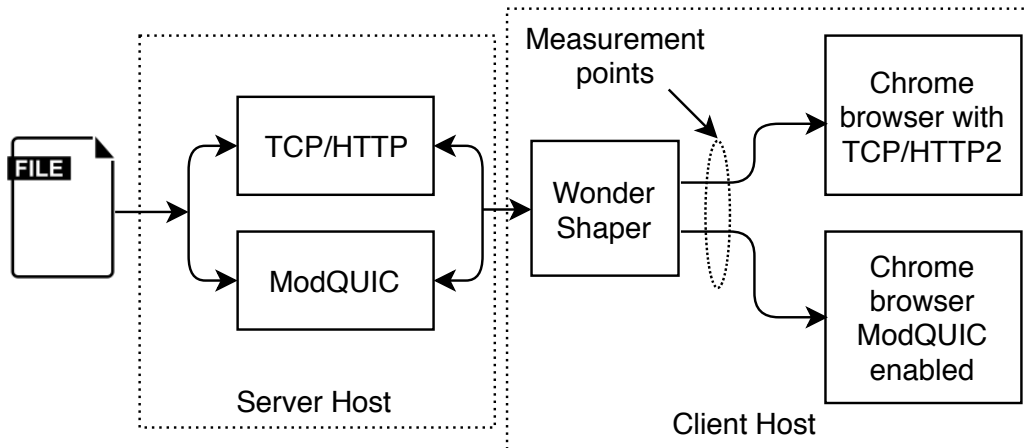 FILE
TCP/HTTP
ModQUIC
Server Host
Measurement
points
Wonder
Shaper
Chrome
browser with
TCP/HTTP2
Chrome
browser
ModQUIC
enabled
Client Host